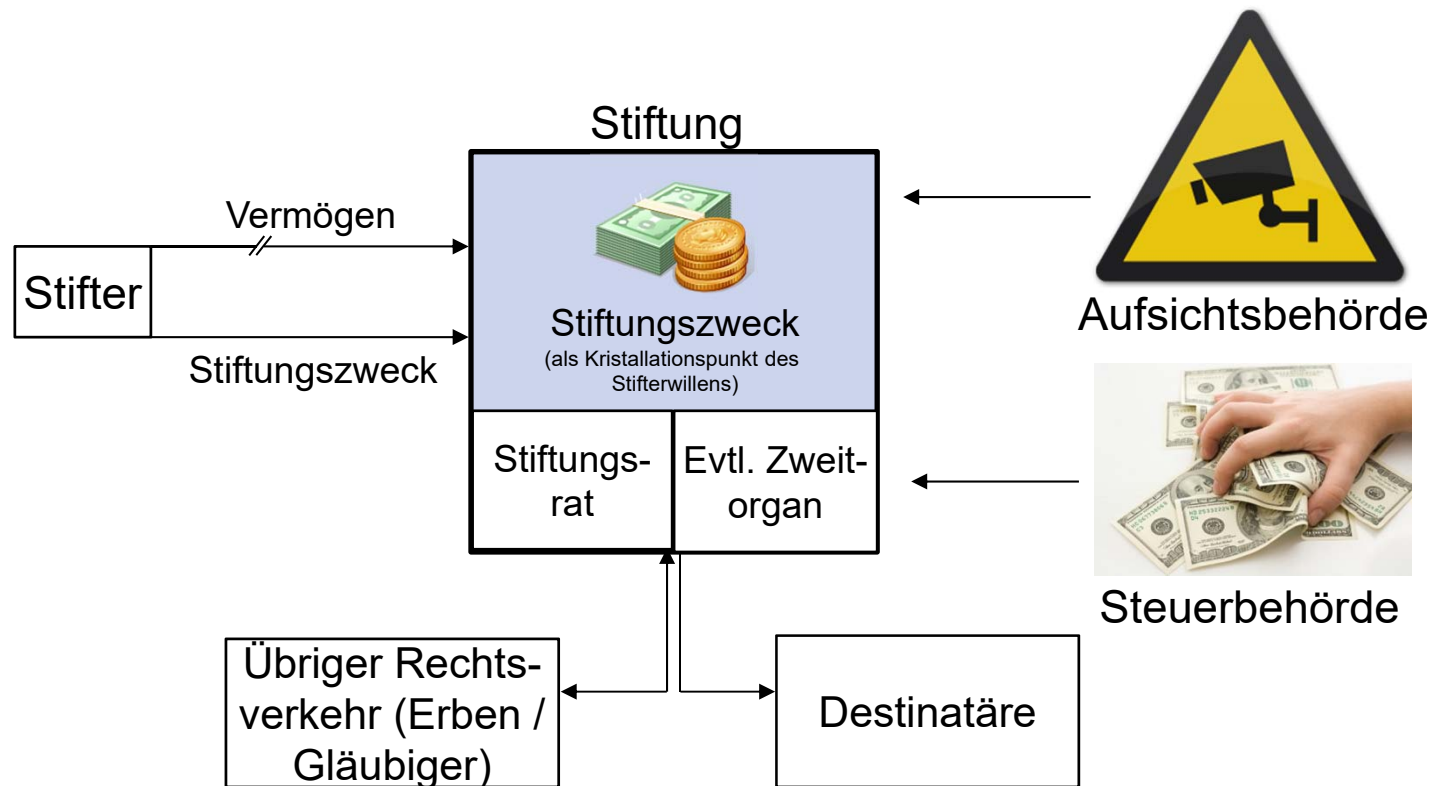 Stiftung
Vermögen
Stifter
Stiftungszweck
Stiftungszweck
(als Kristallationspunkt des
Stifterwillens)
Stiftungs-
rat
Evtl. Zweit-
organ
Aufsichtsbehörde
Steuerbehörde
Übriger Rechts-
verkehr (Erben /
Gläubiger)
Destinatäre